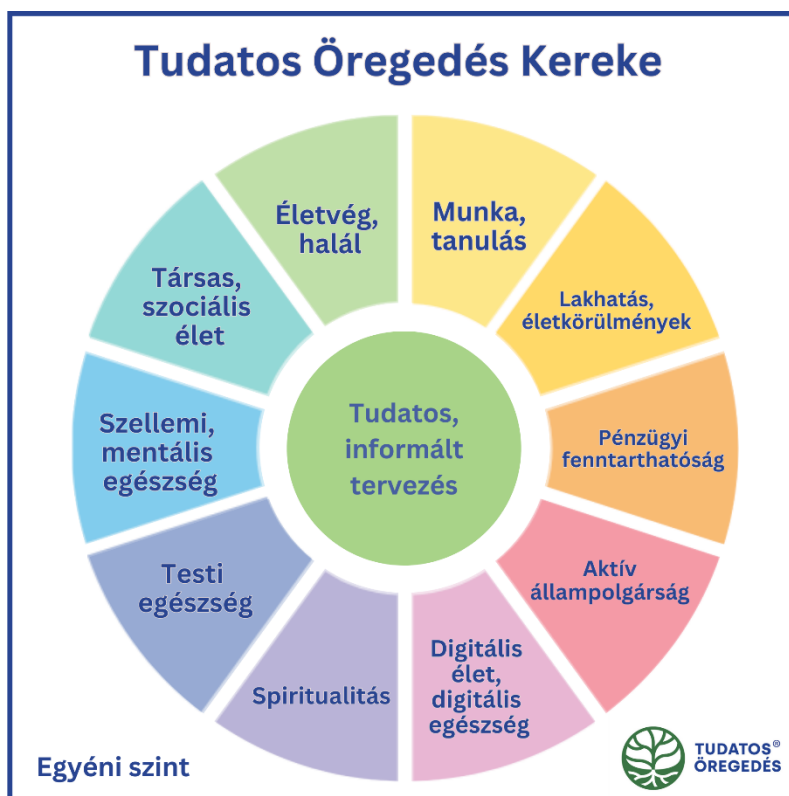 Tudatos Öregedés Kereke
Életvég,
halál
Munka,
tanulás
Társas,
szociális
élet
Lakhatás,
életkörülmények
Szellemi,
mentális
egészség
Tudatos,
informált
tervezés
Pénzügyi
fenntarthatóság
Testi
egészség
Aktív
állampolgárság
Spiritualitás
Digitális
élet,
digitális
egészség
Egyéni szint
TUDATOS®
ÖREGEDÉS